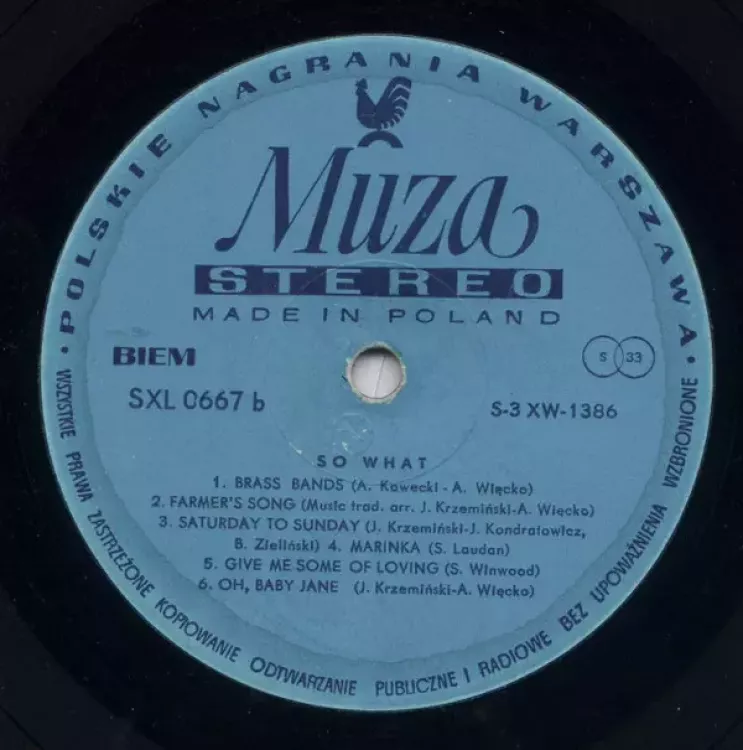 • POLSKIE NAGRANIA WARSZAWA •
Muza
STEREO
MADE IN POLAND
BIEM
S 33
SXL 0667 b
S-3 XW-1386
SO WHAT
1. BRASS BANDS (A. Kawecki-A. Więcko)
2. FARMER'S SONG (Music trad. arr. J. Krzemiński-A. Więcko)
3. SATURDAY TO SUNDAY (J. Krzemiński-J. Kondratowicz,
B. Zieliński) 4. MARINKA (S. Laudan)
5. GIVE ME SOME OF LOVING (S. Winwood)
6. OH, BABY JANE (J. Krzemiński-A. Więcko)
WSZYSTKIE PRAWA ZASTRZEŻONE KOPIOWANIE ODTWARZANIE PUBLICZNE I RADIOWE BEZ UPOWAŻNIENIA WZBRONIONE